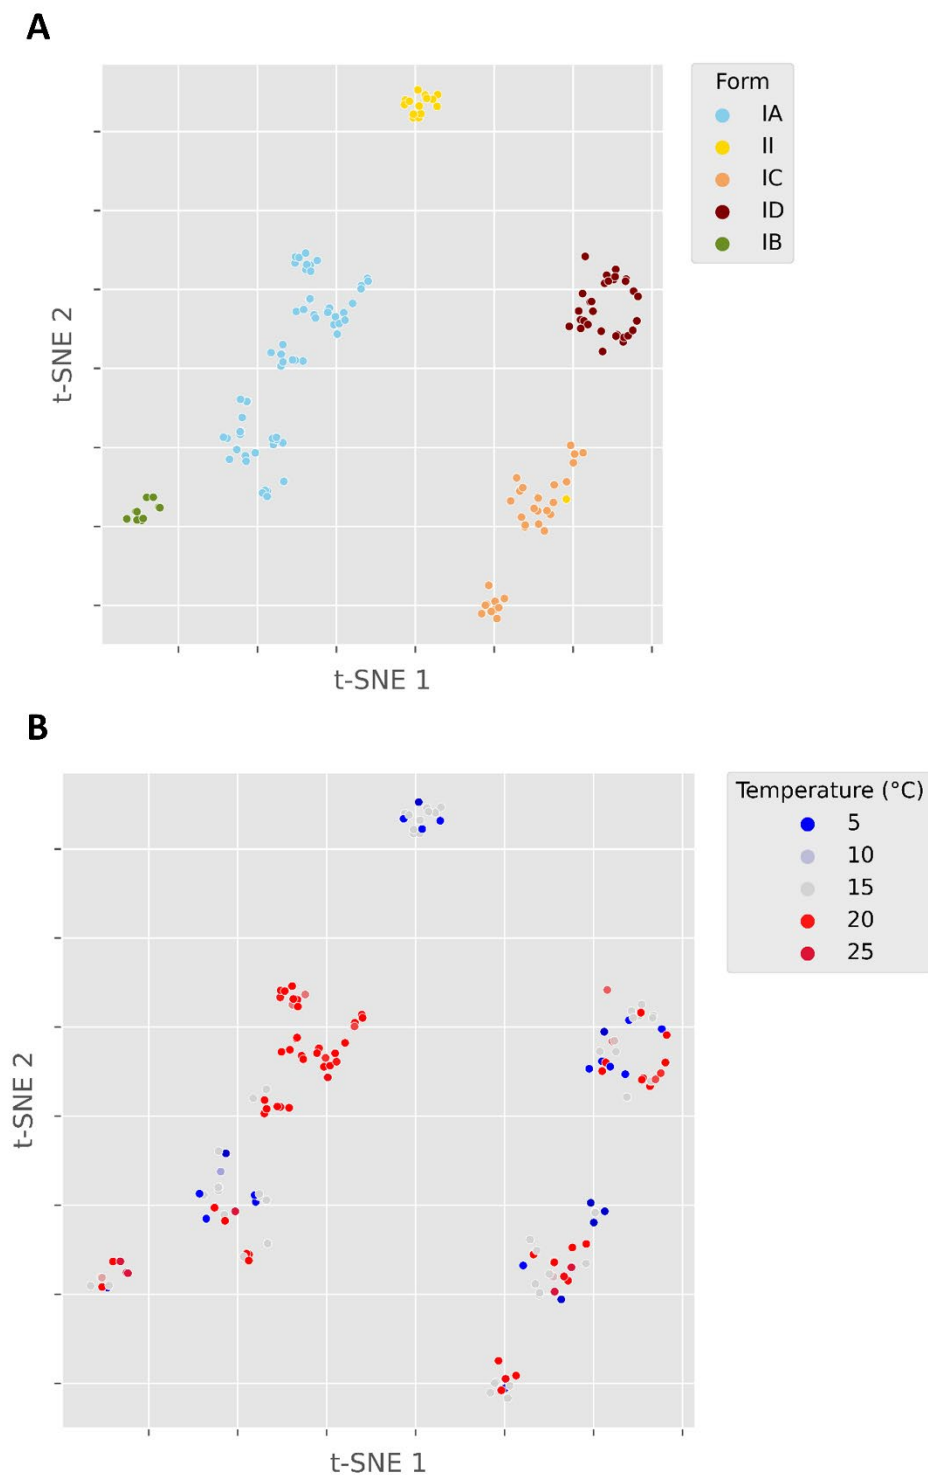 A
Form
IA
II
IC
ID
IB
t-SNE 2
t-SNE 1
B
Temperature (°C)
5
10
15
20
25
t-SNE 2
t-SNE 1